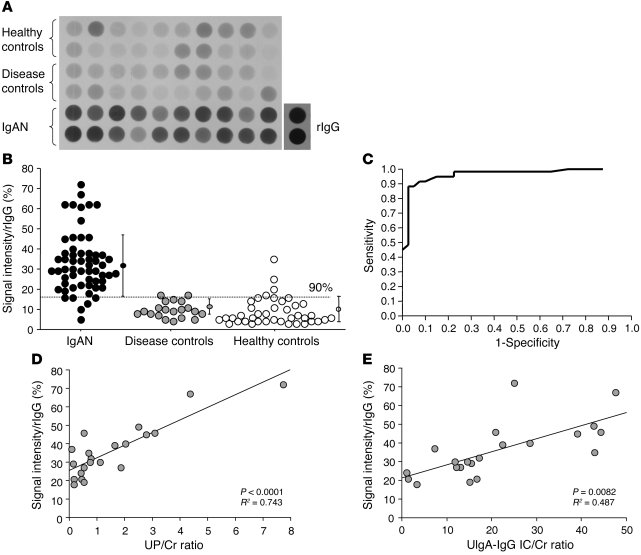 A
Healthy controls
Disease controls
IgAN
rIgG
B
Signal intensity/rIgG (%)
80
70
60
50
40
30
20
10
0
90%
IgAN Disease controls Healthy controls
C
Sensitivity
1.0
0.9
0.8
0.7
0.6
0.5
0.4
0.3
0.2
0.1
0.0
0.0 0.1 0.2 0.3 0.4 0.5 0.6 0.7 0.8 0.9 1.0
1-Specificity
D
Signal intensity/rIgG (%)
80
70
60
50
40
30
20
10
0
P < 0.0001
R² = 0.743
0 1 2 3 4 5 6 7 8
UP/Cr ratio
E
Signal intensity/rIgG (%)
80
70
60
50
40
30
20
10
0
P = 0.0082
R² = 0.487
0 10 20 30 40 50
UIgA-IgG IC/Cr ratio